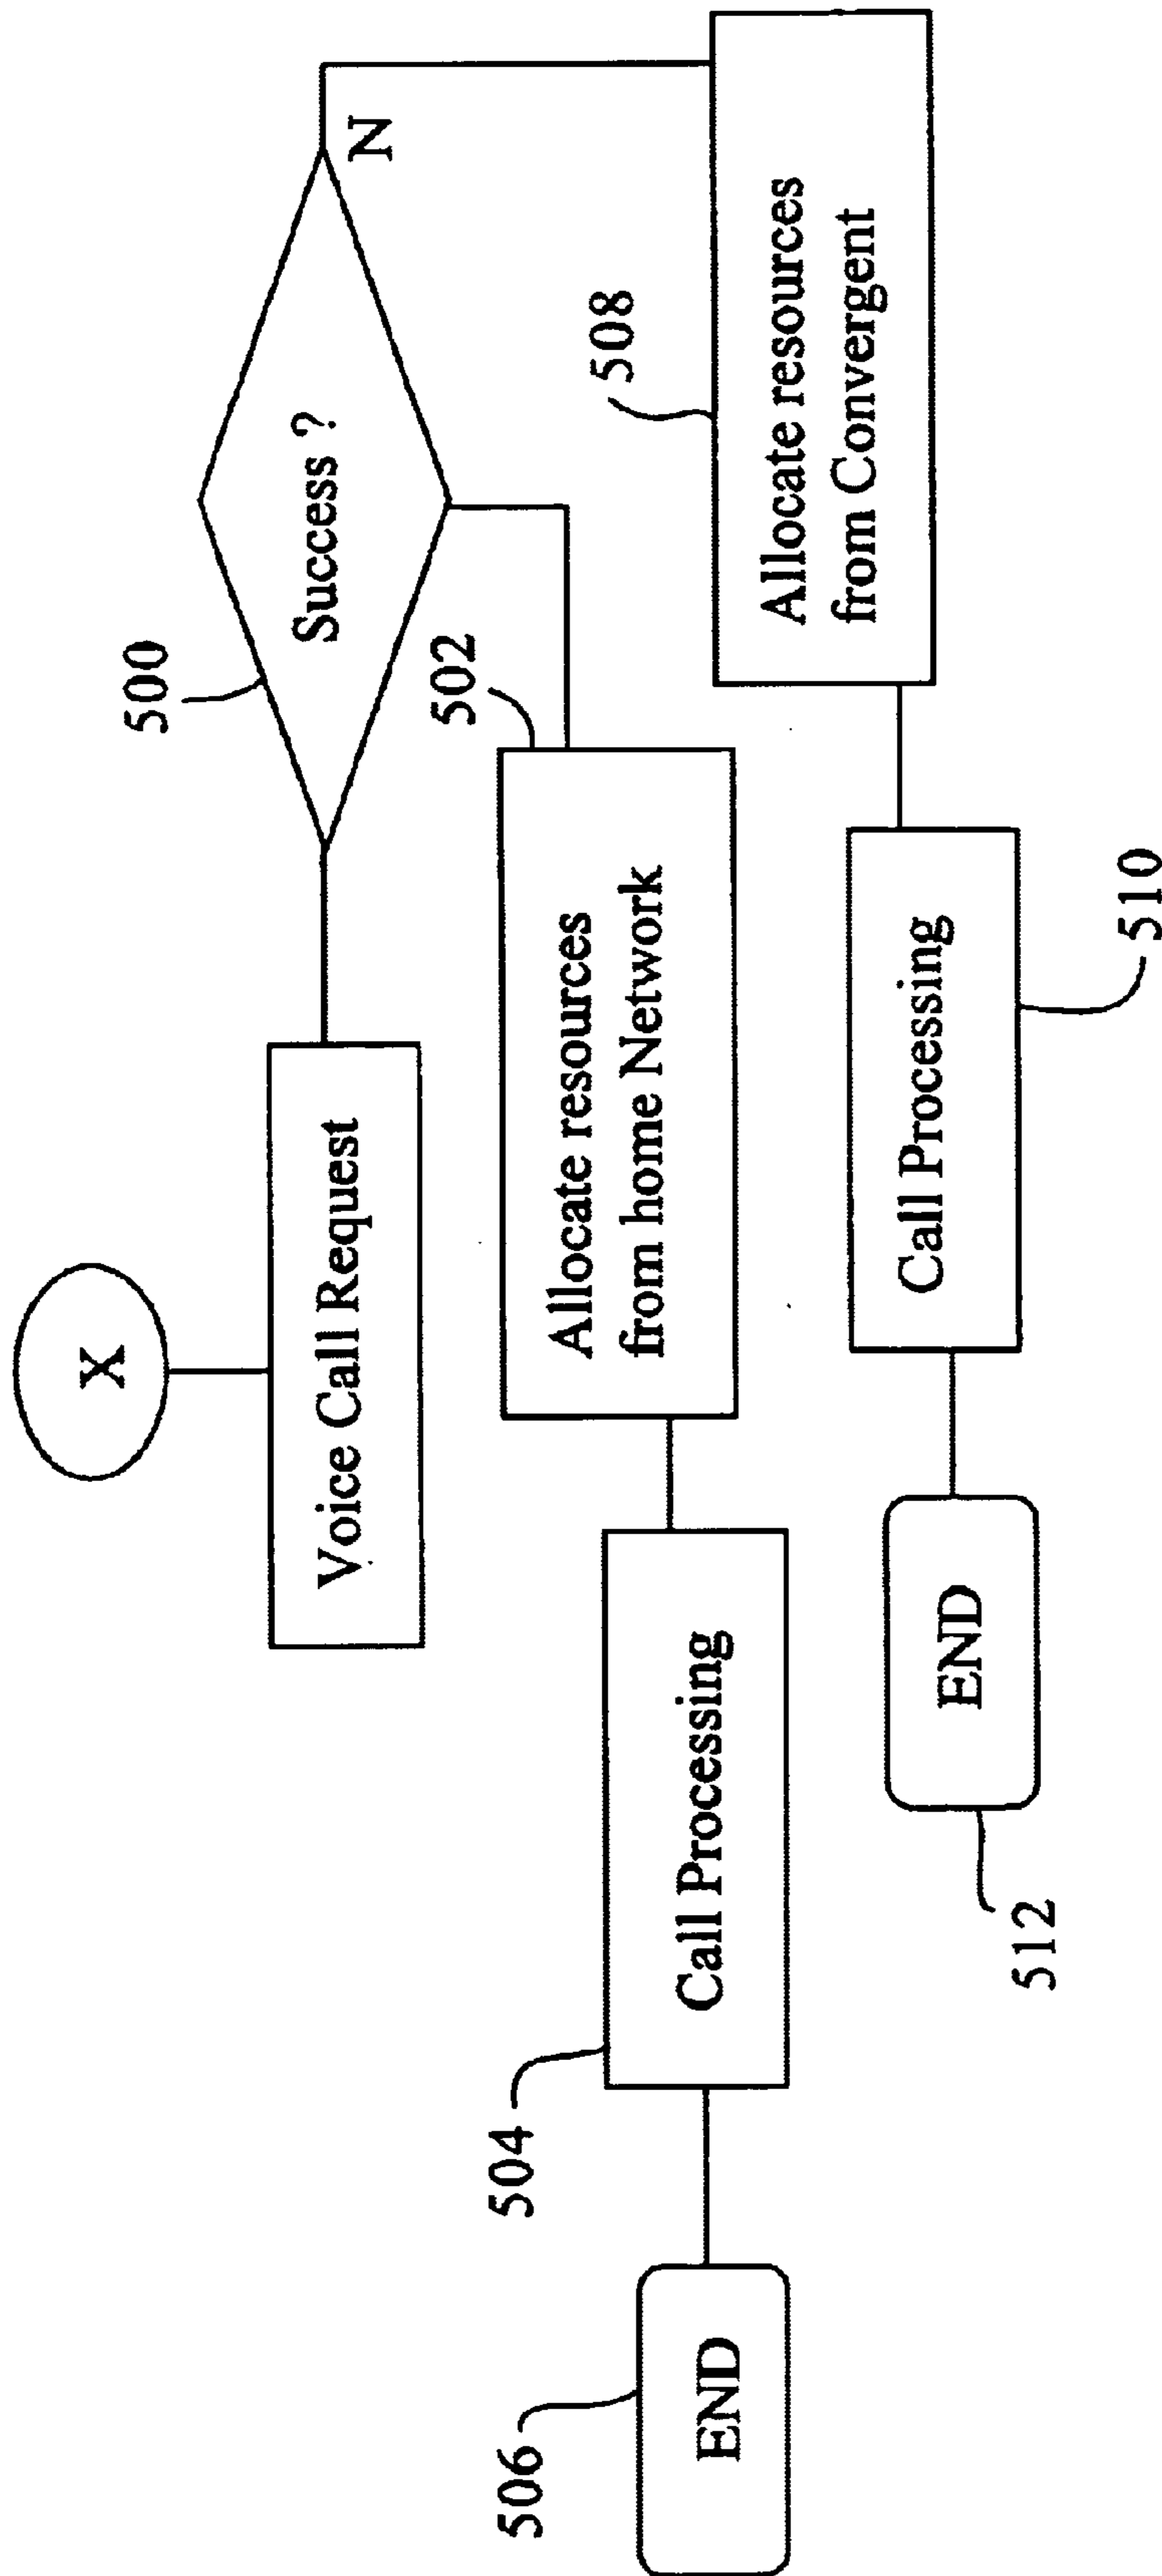 X
Voice Call Request
500
Success ?
N
502
Allocate resources
from home Network
504
Call Processing
506
END
508
Allocate resources
from Convergent
510
Call Processing
512
END